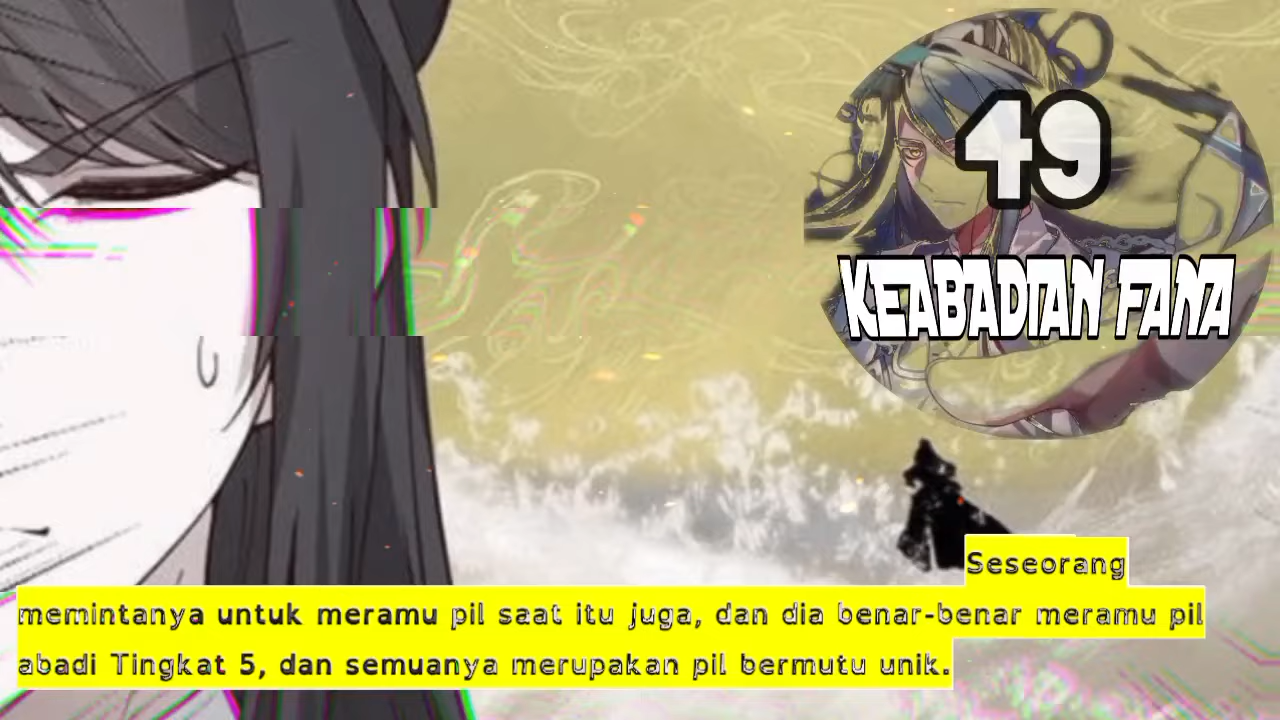 49
KEABADIAN FANA
Seseorang
memintanya untuk meramu pil saat itu juga, dan dia benar-benar meramu pil
abadi Tingkat 5, dan semuanya merupakan pil bermutu unik.